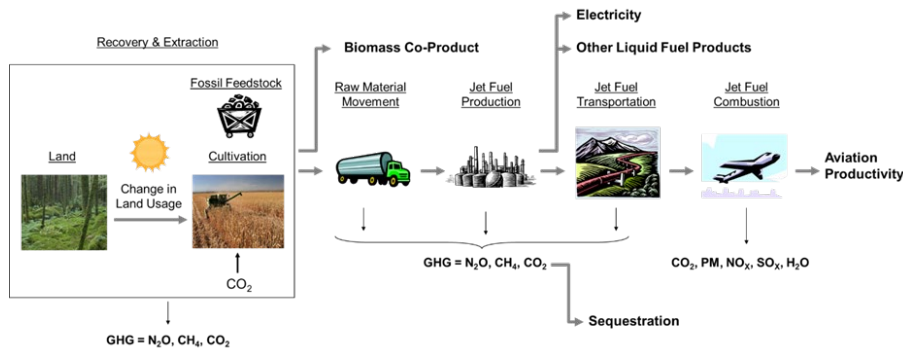 Recovery & Extraction
Fossil Feedstock
Land
Cultivation
Change in
Land Usage
CO₂
GHG = N₂O, CH₄, CO₂
Biomass Co-Product
Raw Material
Movement
Jet Fuel
Production
Electricity
Other Liquid Fuel Products
Jet Fuel
Transportation
Jet Fuel
Combustion
Aviation
Productivity
GHG = N₂O, CH₄, CO₂
CO₂, PM, NOₓ, SOₓ, H₂O
Sequestration